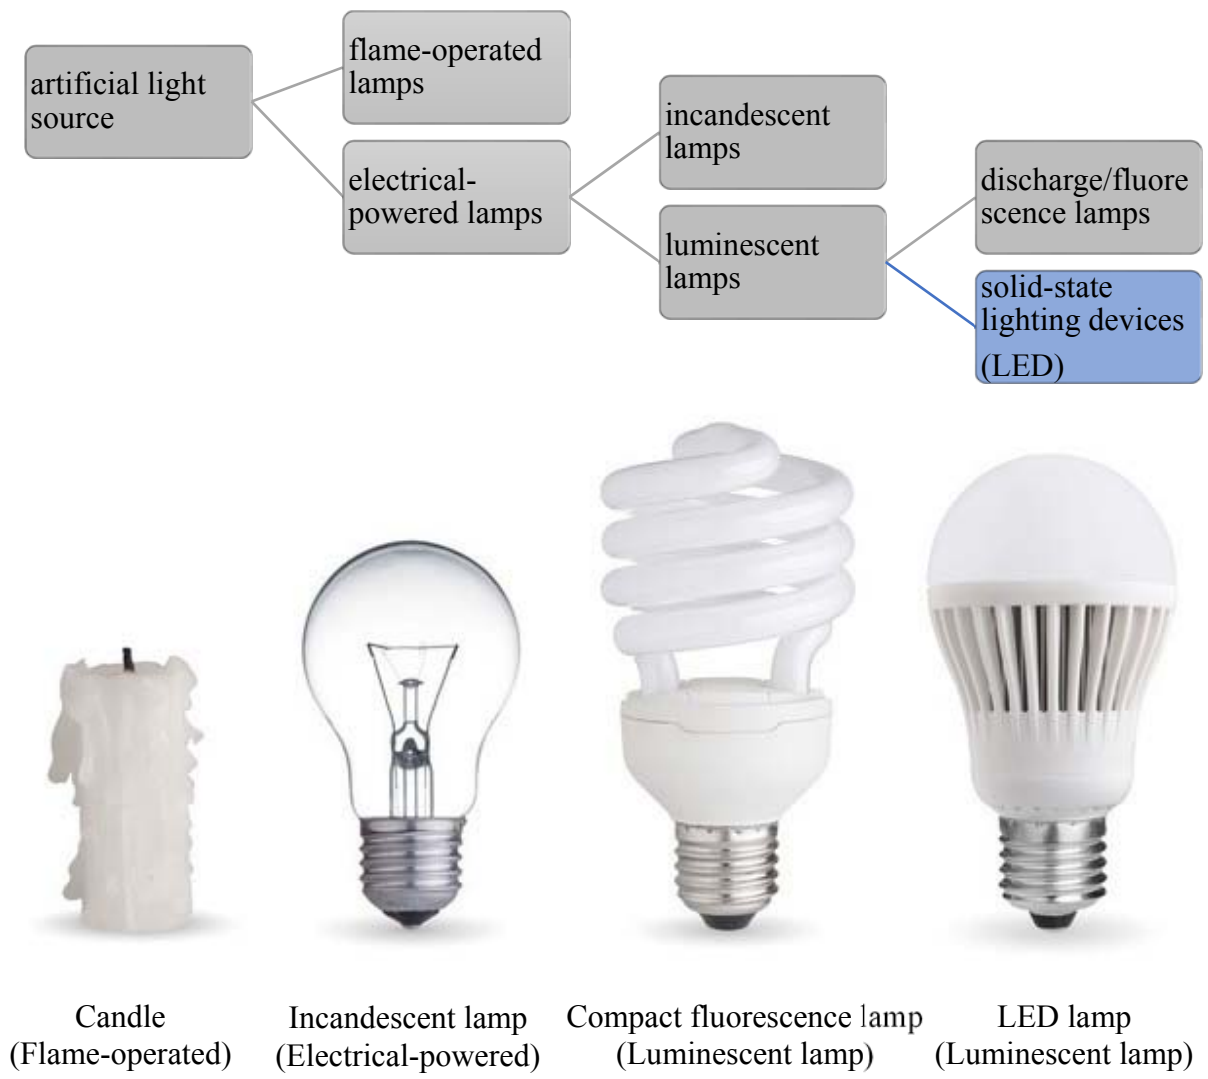 artificial light
source
flame-operated
lamps
electrical-
powered lamps
incandescent
lamps
luminescent
lamps
discharge/fluore
scence lamps
solid-state
lighting devices
(LED)
Candle
(Flame-operated)
Incandescent lamp
(Electrical-powered)
Compact fluorescence lamp
(Luminescent lamp)
LED lamp
(Luminescent lamp)